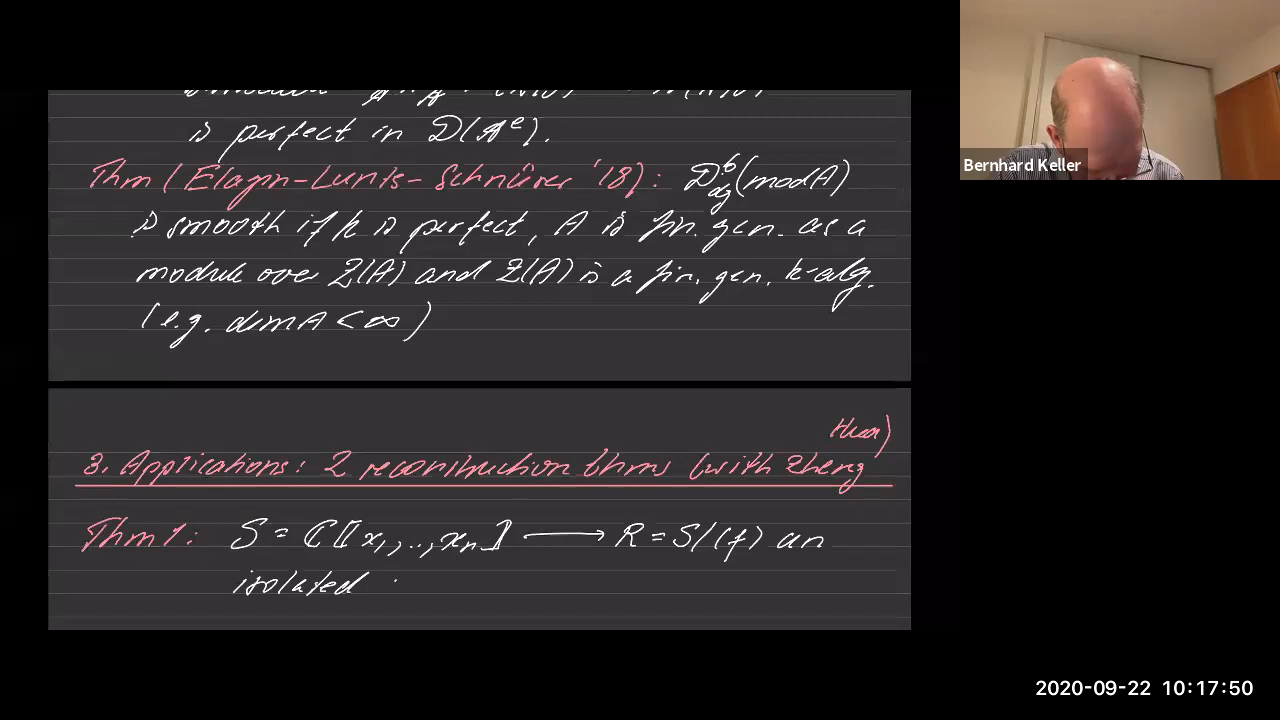 is perfect in D(A^e).
Thm (Elagin-Lunts-Schnürer '18): D^b_dg(mod A)
is smooth if k is perfect, A is fin. gen. as a
module over Z(A) and Z(A) is a fin. gen. k-alg.
(e.g. dim A < ∞)
Hua)
3. Applications: 2 reconstruction thms (with Zheng
Thm 1: S = ℂ[[x₁,..,xₙ]] ⟶ R = S/(f) an
isolated
Bernhard Keller
2020-09-22 10:17:50